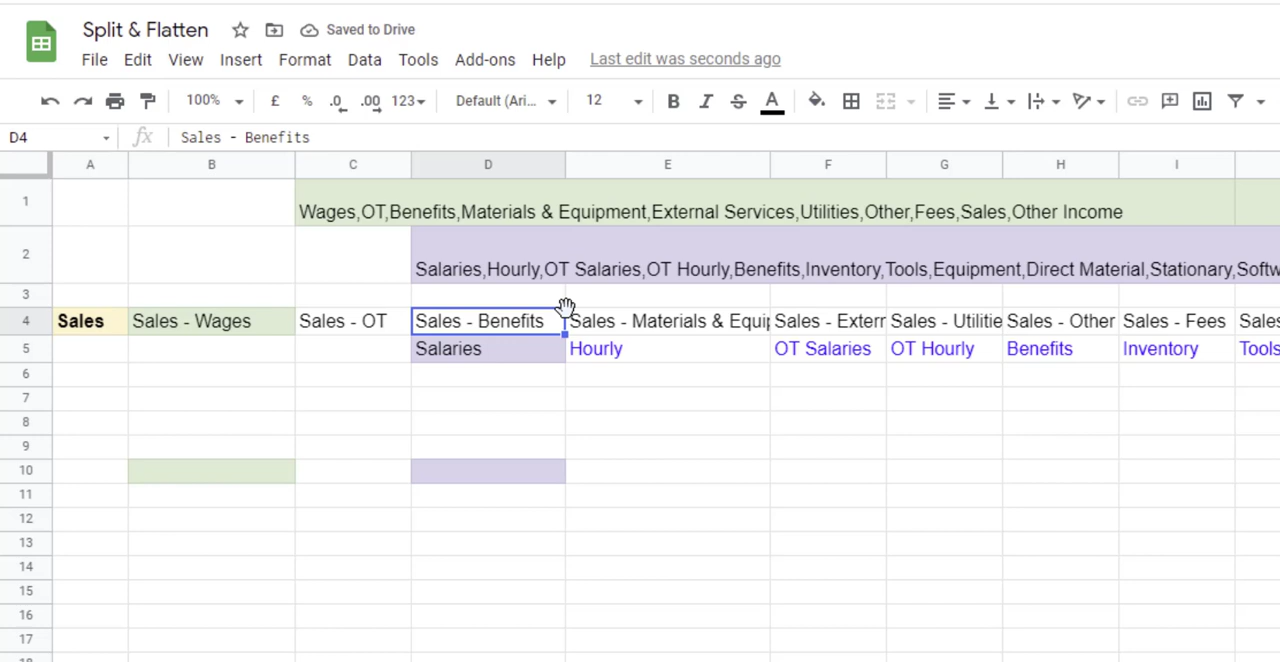 Split & Flatten Saved to Drive
File Edit View Insert Format Data Tools Add-ons Help Last edit was seconds ago
100% £ % .0 .00 123 Default (Ari... 12 B I S A
D4 fx Sales - Benefits
A B C D E F G H I
1 Wages,OT,Benefits,Materials & Equipment,External Services,Utilities,Other,Fees,Sales,Other Income
2 Salaries,Hourly,OT Salaries,OT Hourly,Benefits,Inventory,Tools,Equipment,Direct Material,Stationary,Softw
3
4 Sales Sales - Wages Sales - OT Sales - Benefits Sales - Materials & Equip Sales - Extern Sales - Utilitie Sales - Other Sales - Fees Sales
5 Salaries Hourly OT Salaries OT Hourly Benefits Inventory Tools
6
7
8
9
10
11
12
13
14
15
16
17